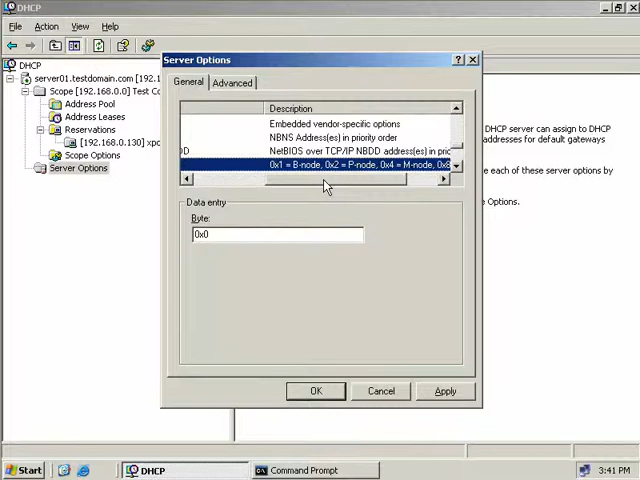 DHCP
File Action View Help
DHCP
server01.testdomain.com [192.1
Scope [192.168.0.0] Test Co
Address Pool
Address Leases
Reservations
[192.168.0.130] xpc
Scope Options
Server Options
DHCP server can assign to DHCP
addresses for default gateways
e each of these server options by
e Options.
Server Options
General Advanced
Description
Embedded vendor-specific options
NBNS Address(es) in priority order
DD NetBIOS over TCP/IP NBDD address(es) in prio
0x1 = B-node, 0x2 = P-node, 0x4 = M-node, 0x8
Data entry
Byte:
0x0
OK Cancel Apply
Start DHCP Command Prompt 3:41 PM